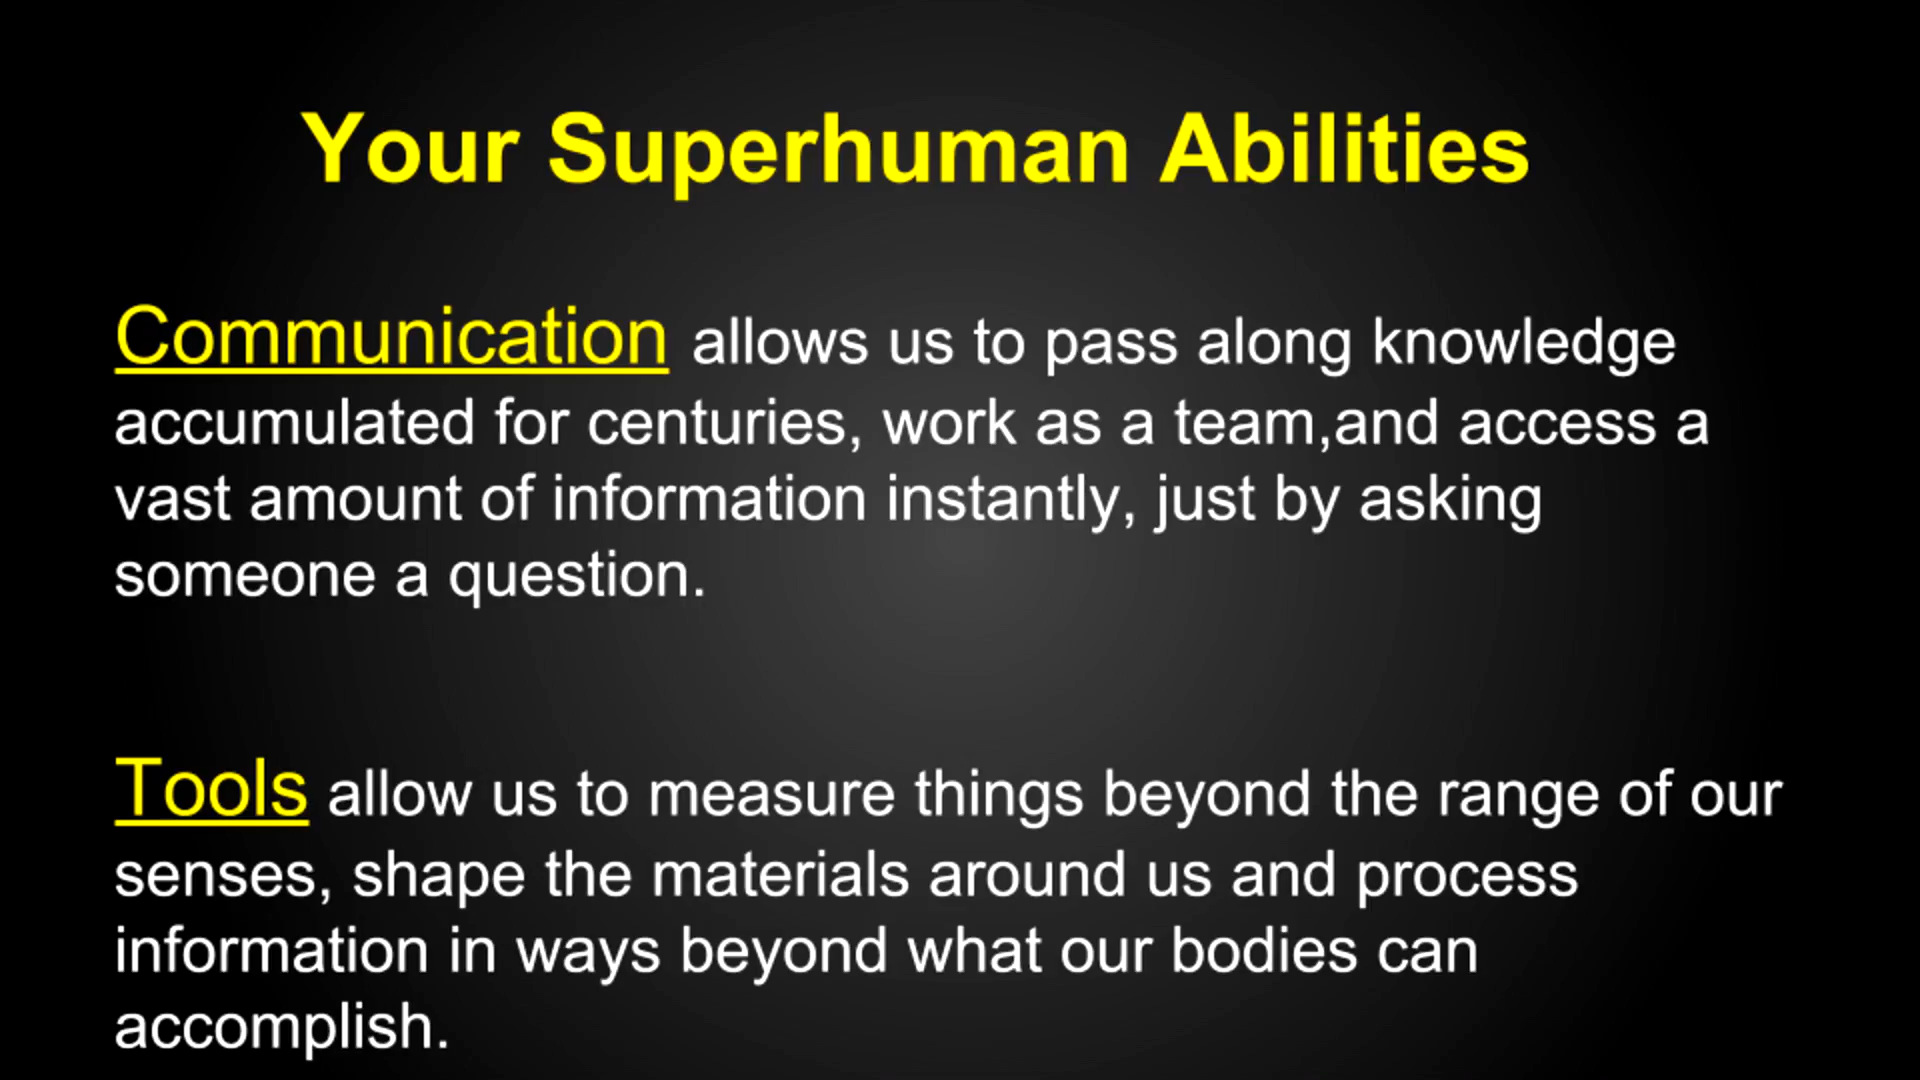 Your Superhuman Abilities
Communication allows us to pass along knowledge
accumulated for centuries, work as a team,and access a
vast amount of information instantly, just by asking
someone a question.
Tools allow us to measure things beyond the range of our
senses, shape the materials around us and process
information in ways beyond what our bodies can
accomplish.